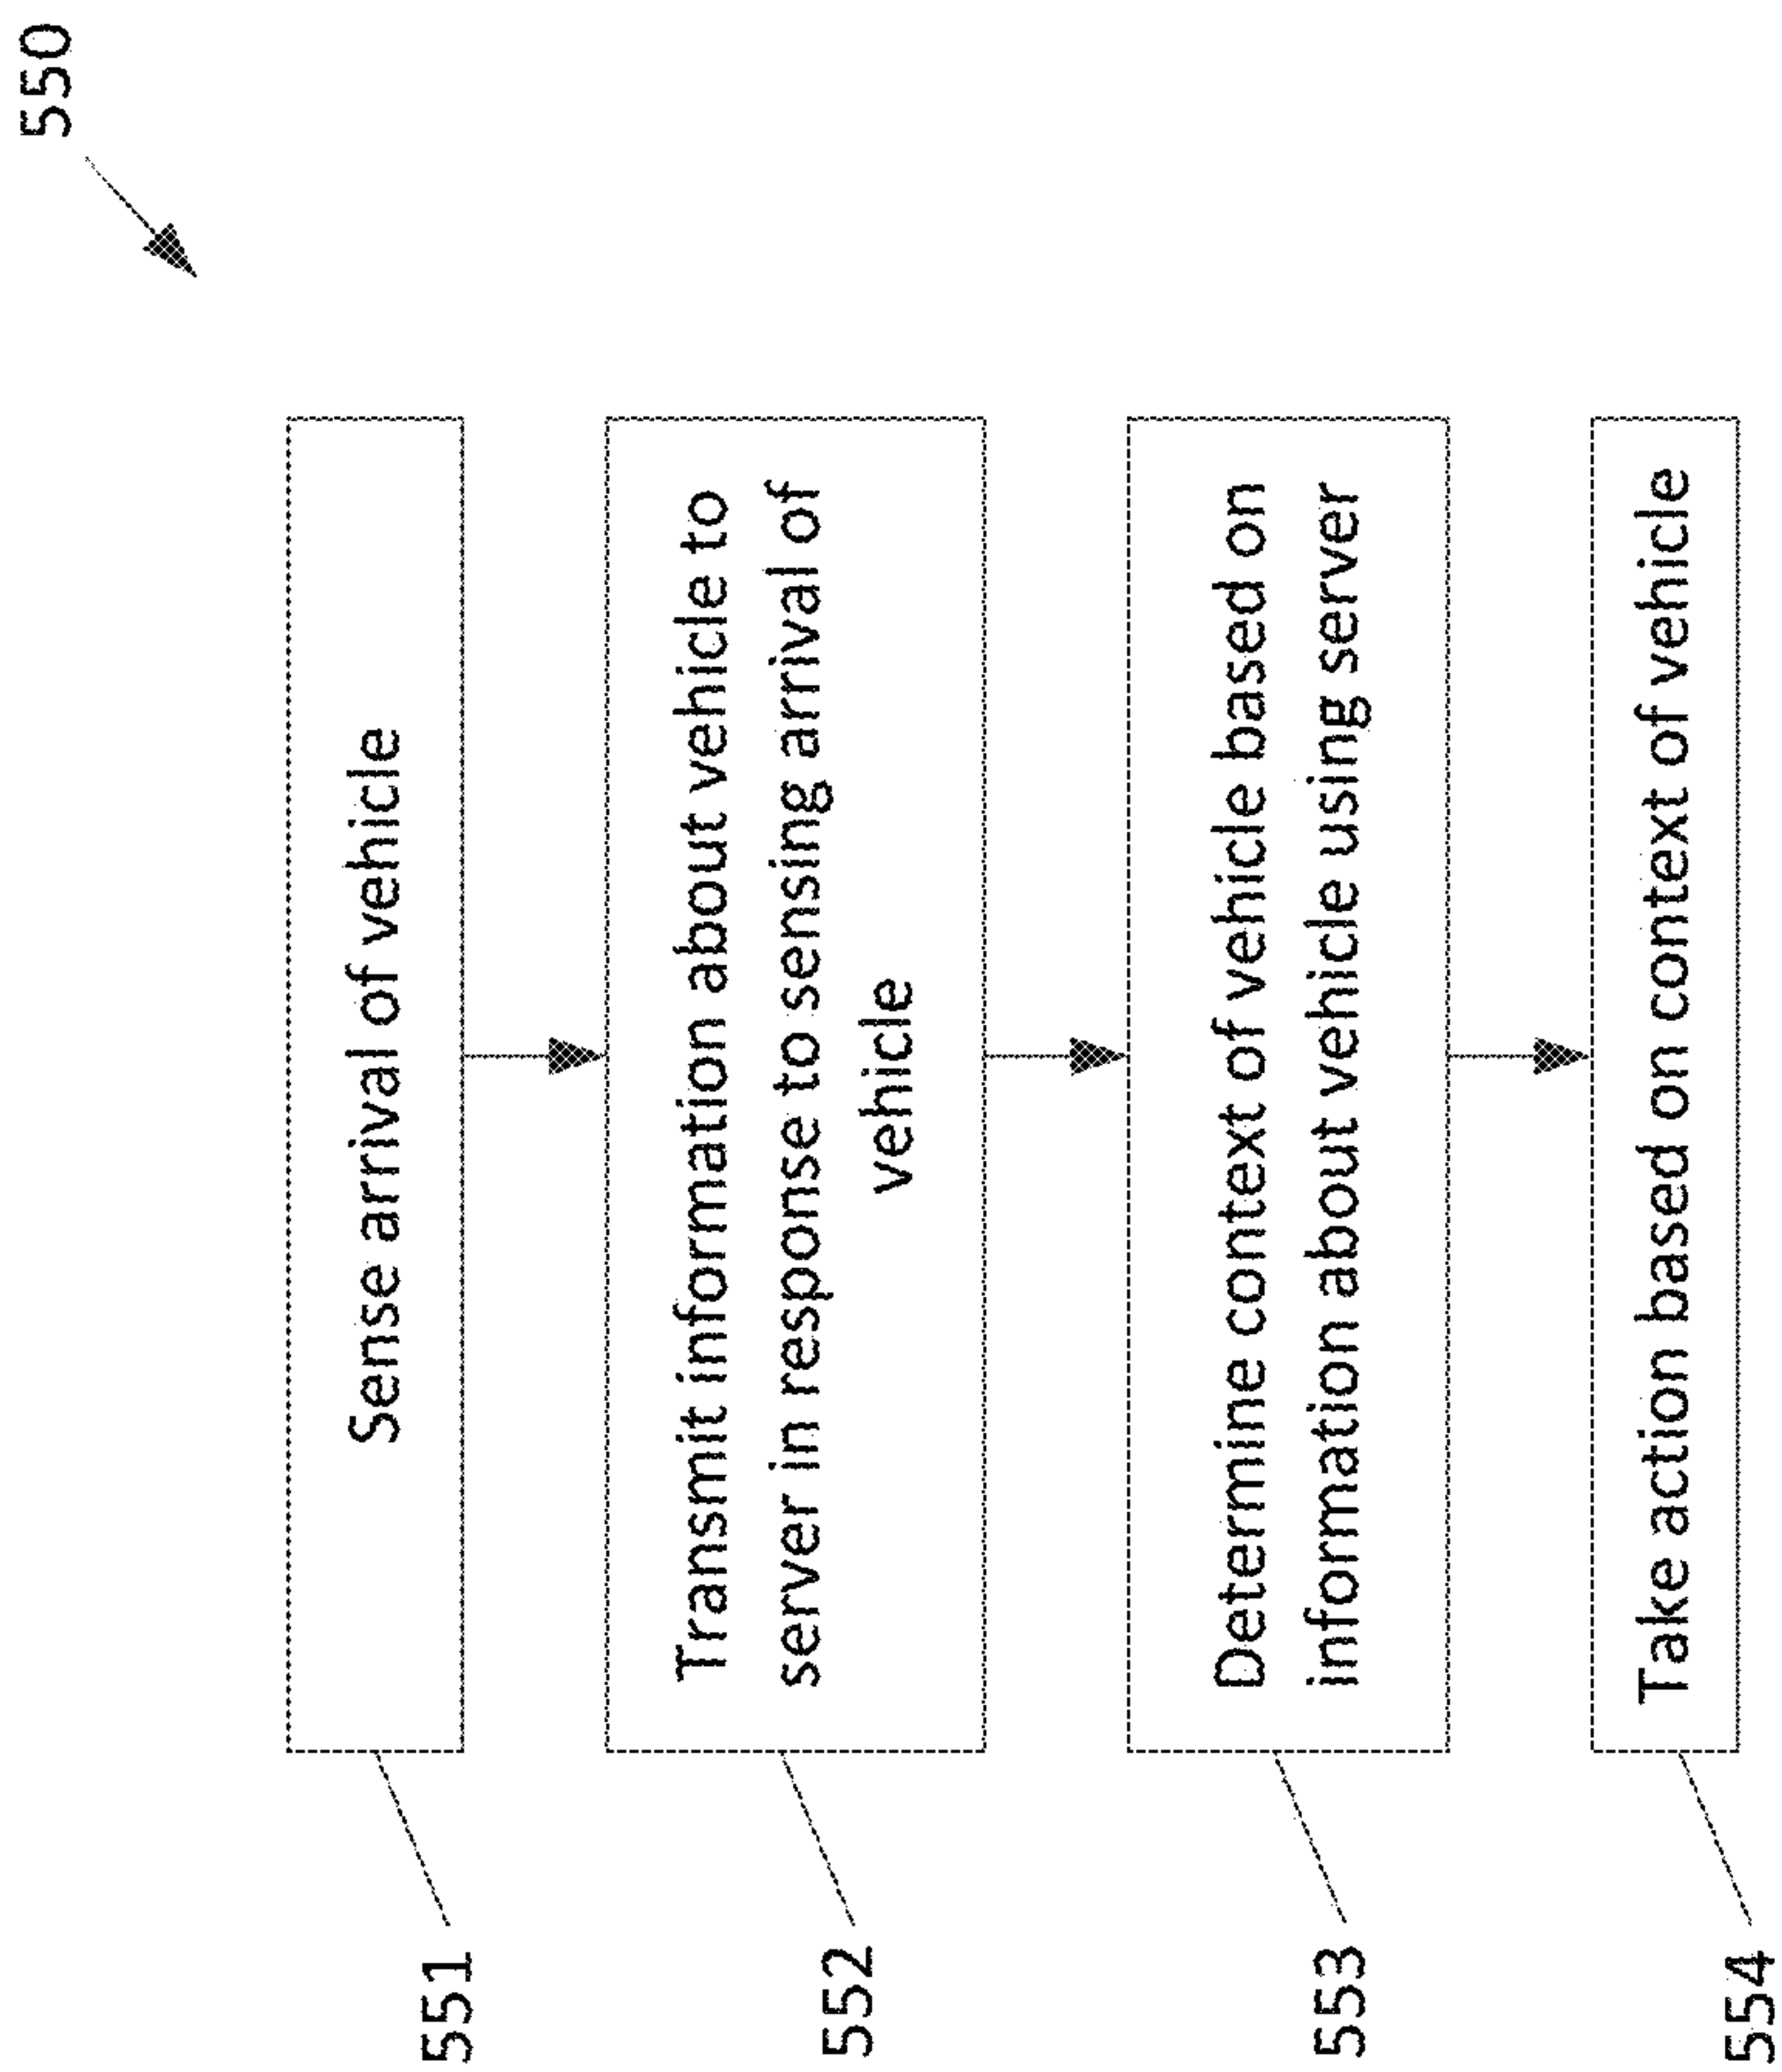 550
551
Sense arrival of vehicle
552
Transmit information about vehicle to
server in response to sensing arrival of
vehicle
553
Determine context of vehicle based on
information about vehicle using server
554
Take action based on context of vehicle